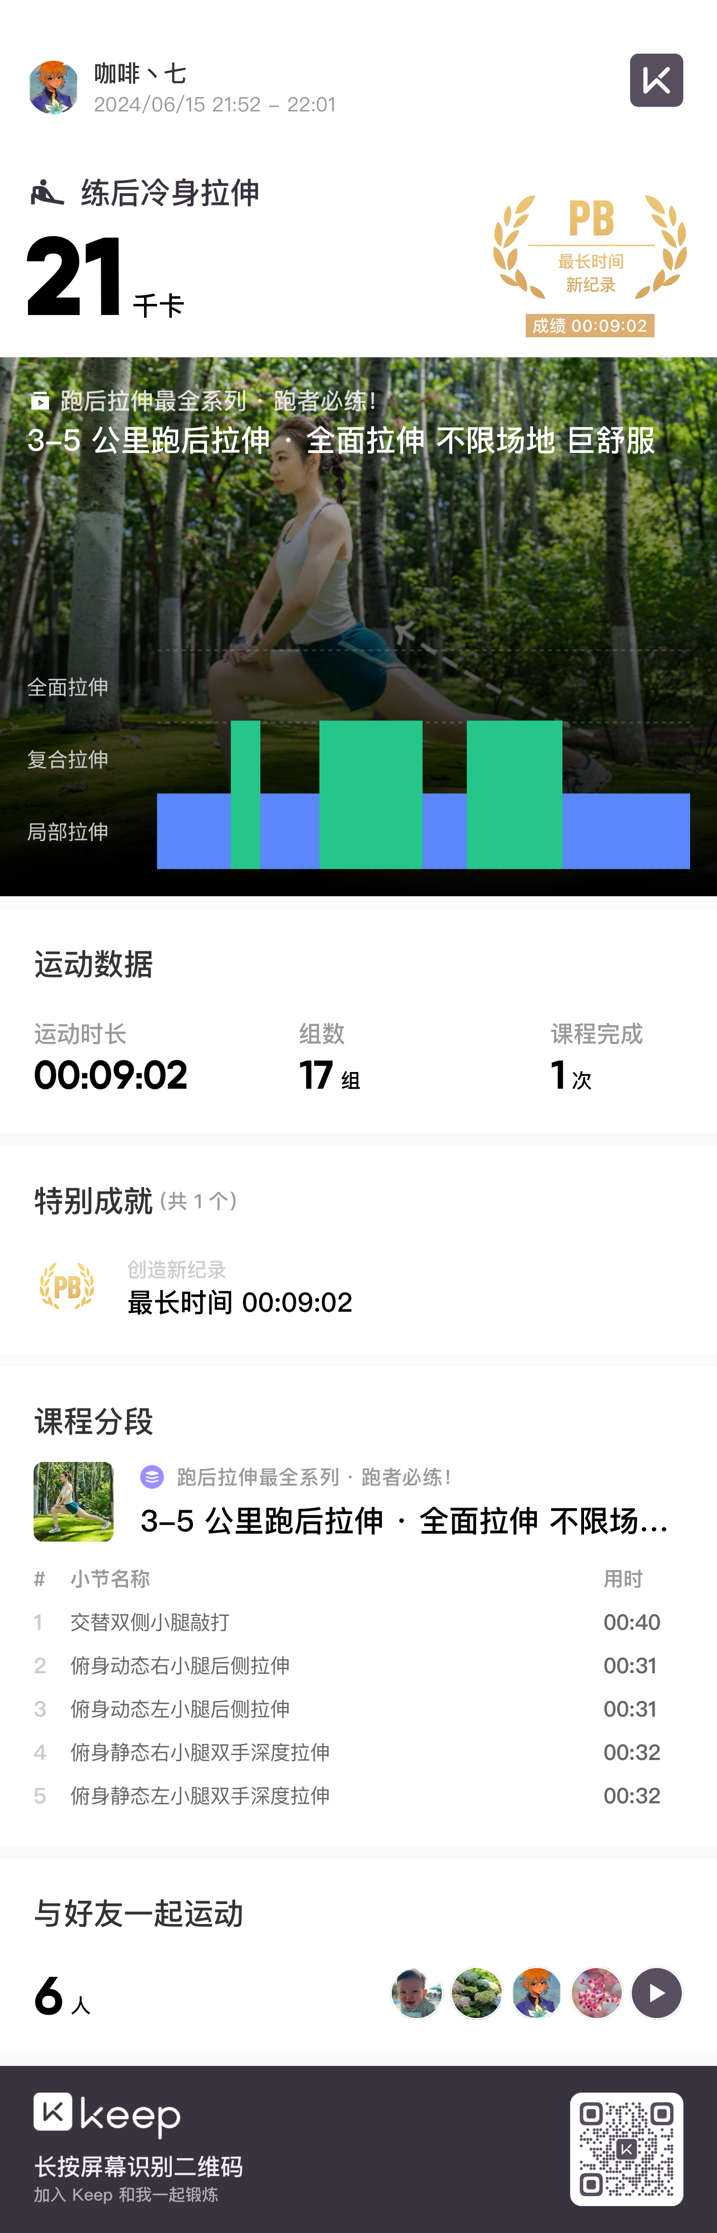 咖啡丶七
2024/06/15 21:52 – 22:01
练后冷身拉伸
21 千卡
PB
最长时间
新纪录
成绩 00:09:02
跑后拉伸最全系列 · 跑者必练!
3–5 公里跑后拉伸 · 全面拉伸 不限场地 巨舒服
全面拉伸
复合拉伸
局部拉伸
运动数据
运动时长 组数 课程完成
00:09:02 17 组 1 次
特别成就 (共 1 个)
PB
创造新纪录
最长时间 00:09:02
课程分段
跑后拉伸最全系列 · 跑者必练!
3–5 公里跑后拉伸 · 全面拉伸 不限场...
# 小节名称 用时
1 交替双侧小腿敲打 00:40
2 俯身动态右小腿后侧拉伸 00:31
3 俯身动态左小腿后侧拉伸 00:31
4 俯身静态右小腿双手深度拉伸 00:32
5 俯身静态左小腿双手深度拉伸 00:32
与好友一起运动
6 人
keep
长按屏幕识别二维码
加入 Keep 和我一起锻炼